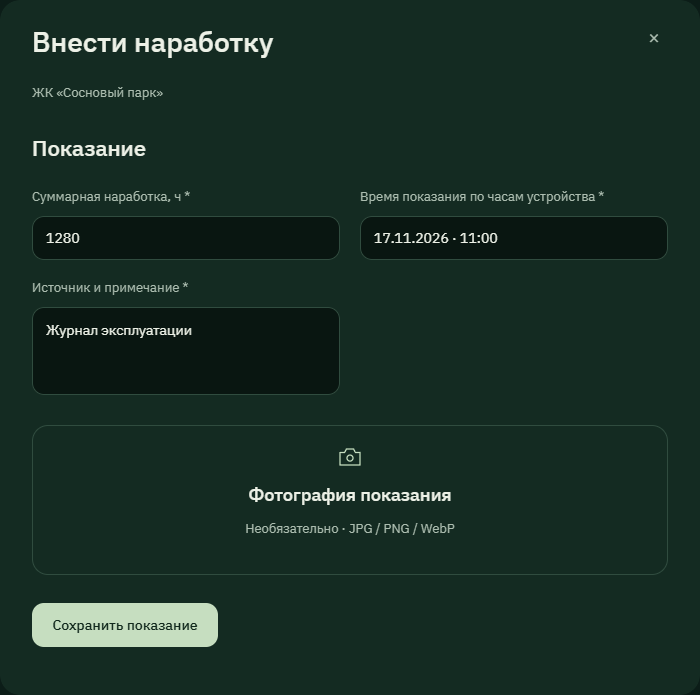 Внести наработку
×
ЖК «Сосновый парк»
Показание
Суммарная наработка, ч *
Время показания по часам устройства *
1280
17.11.2026 · 11:00
Источник и примечание *
Журнал эксплуатации
Фотография показания
Необязательно · JPG / PNG / WebP
Сохранить показание